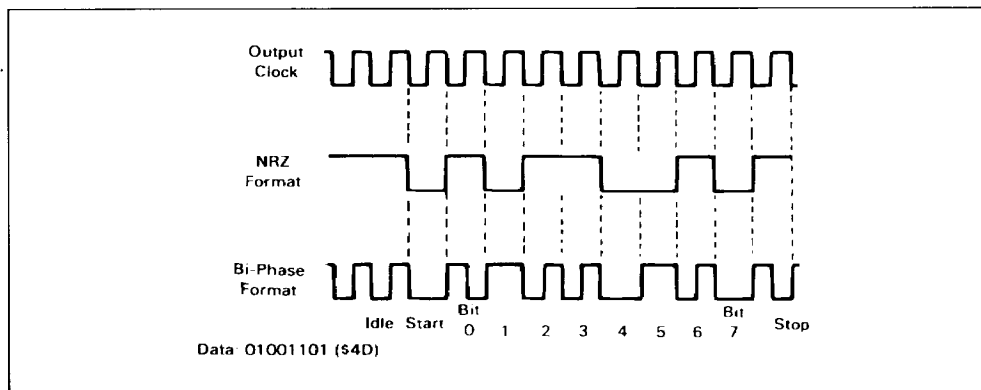 Output
Clock
NRZ
Format
Bi-Phase
Format
Idle Start Bit 0 1 2 3 4 5 6 Bit 7 Stop
Data: 01001101 ($4D)